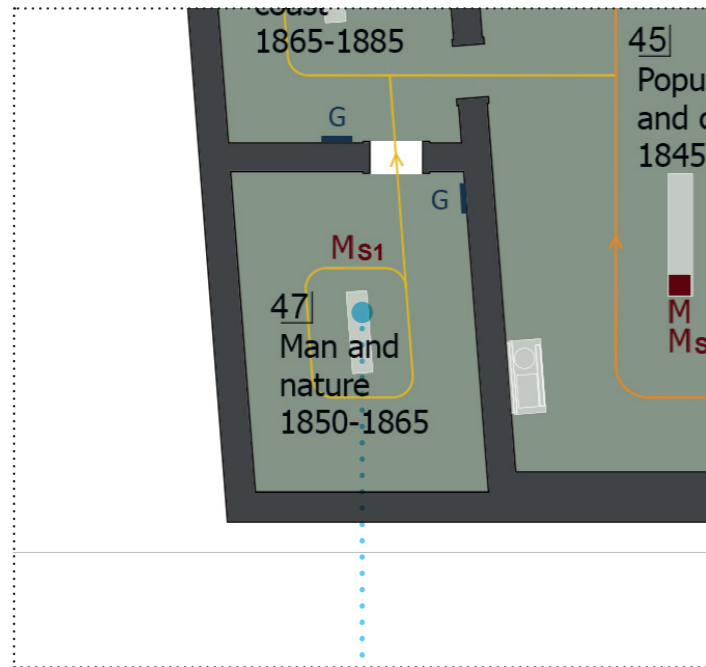 coast
1865-1885
45
Popu
and c
1845
G
G
Ms1
47
Man and
nature
1850-1865
M
Ms